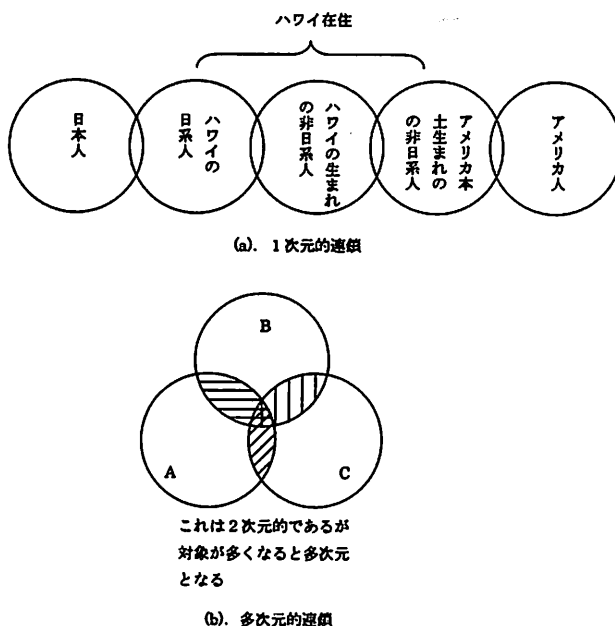 ハワイ在住
日本人
ハワイの
日系人
ハワイの生まれ
の非日系人
アメリカ本
土生まれの
の非日系人
アメリカ人
(a). 1次元的連鎖
B
A
C
これは2次元的であるが
対象が多くなると多次元
となる
(b). 多次元的連鎖